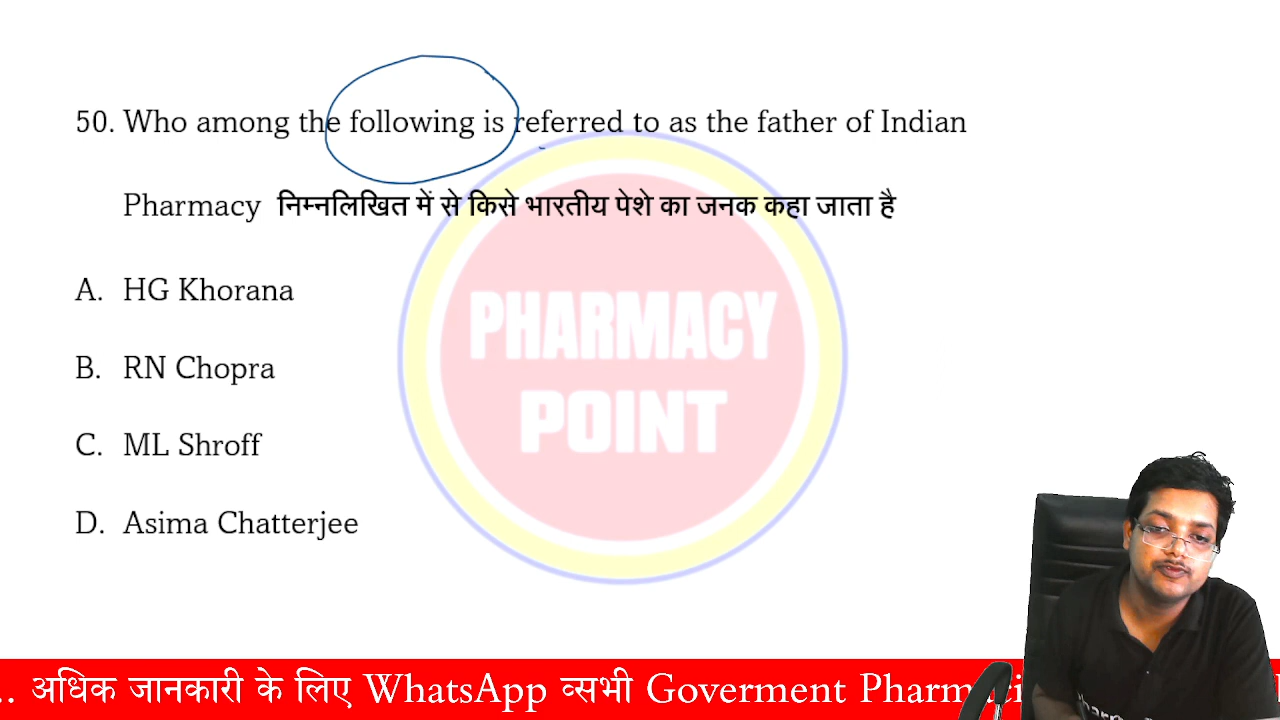 50. Who among the following is referred to as the father of Indian
Pharmacy निम्नलिखित में से किसे भारतीय पेशे का जनक कहा जाता है
A. HG Khorana
B. RN Chopra
C. ML Shroff
D. Asima Chatterjee
PHARMACY
POINT
.. अधिक जानकारी के लिए WhatsApp व्सभी Goverment